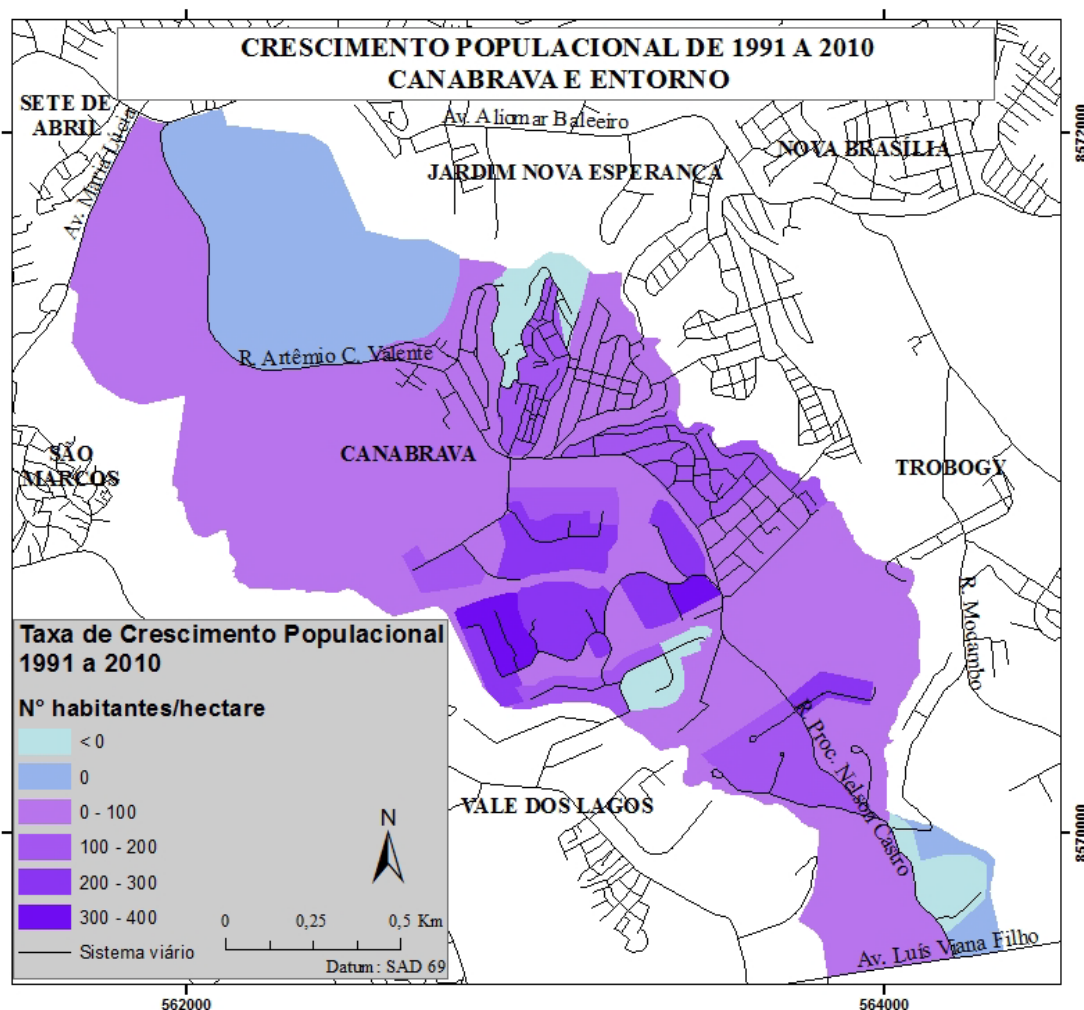 CRESCIMENTO POPULACIONAL DE 1991 A 2010
CANABRAVA E ENTORNO
SETE DE
ABRIL
Av. Maria Lúcia
Av. Aliomar Baleeiro
JARDIM NOVA ESPERANÇA
NOVA BRASÍLIA
8572000
R. Artêmio C. Valente
SÃO
MARCOS
CANABRAVA
TROBOGY
R. Mocambo
R. Proc. Nelson Castro
VALE DOS LAGOS
8570000
Av. Luís Viana Filho
Taxa de Crescimento Populacional
1991 a 2010
N° habitantes/hectare
< 0
0
0 - 100
100 - 200
200 - 300
300 - 400
Sistema viário
N
0 0,25 0,5 Km
Datum: SAD 69
562000
564000